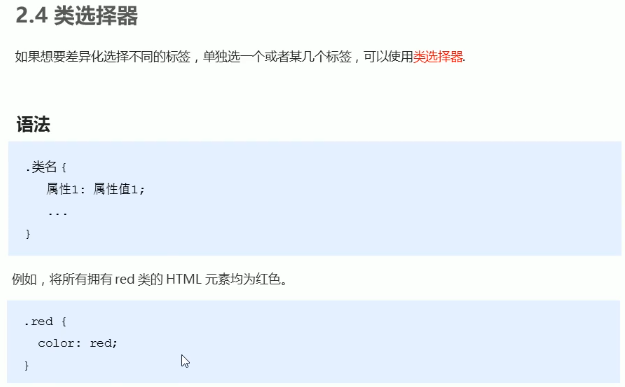 2.4 类选择器
如果想要差异化选择不同的标签，单独选一个或者某几个标签，可以使用类选择器.
语法
.类名 {
属性1: 属性值1;
...
}
例如，将所有拥有 red 类的 HTML 元素均为红色。
.red {
color: red;
}